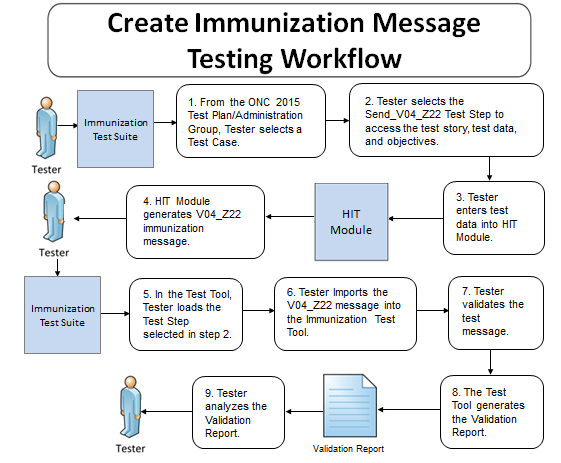 Create Immunization Message
Testing Workflow
Tester
Immunization
Test Suite
1. From the ONC 2015
Test Plan/Administration
Group, Tester selects a
Test Case.
2. Tester selects the
Send_V04_Z22 Test Step to
access the test story, test data,
and objectives.
3. Tester
enters test
data into HIT
Module.
HIT
Module
4. HIT Module
generates V04_Z22
immunization
message.
Tester
Immunization
Test Suite
5. In the Test Tool,
Tester loads the
Test Step
selected in step 2.
6. Tester Imports the
V04_Z22 message into
the Immunization Test
Tool.
7. Tester
validates the
test
message.
8. The Test
Tool generates
the Validation
Report.
Validation Report
9. Tester
analyzes the
Validation
Report.
Tester